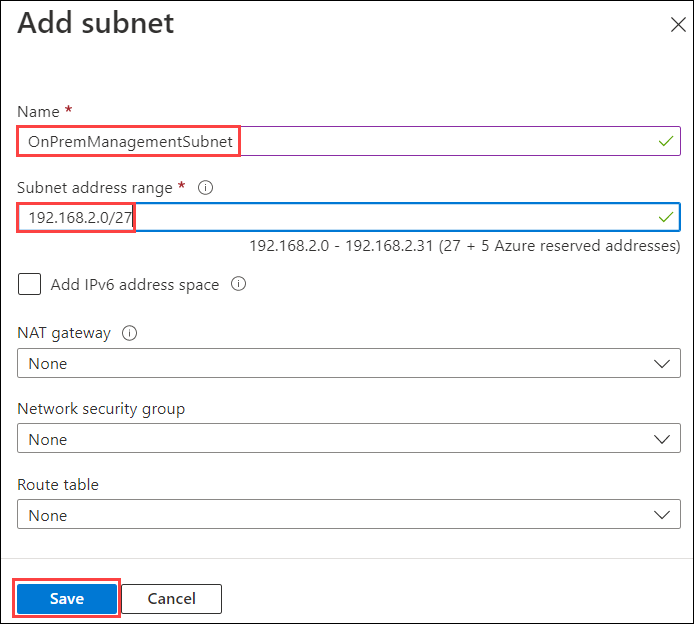 Add subnet
Name *
OnPremManagementSubnet
Subnet address range *
192.168.2.0/27
192.168.2.0 - 192.168.2.31 (27 + 5 Azure reserved addresses)
Add IPv6 address space
NAT gateway
None
Network security group
None
Route table
None
Save Cancel